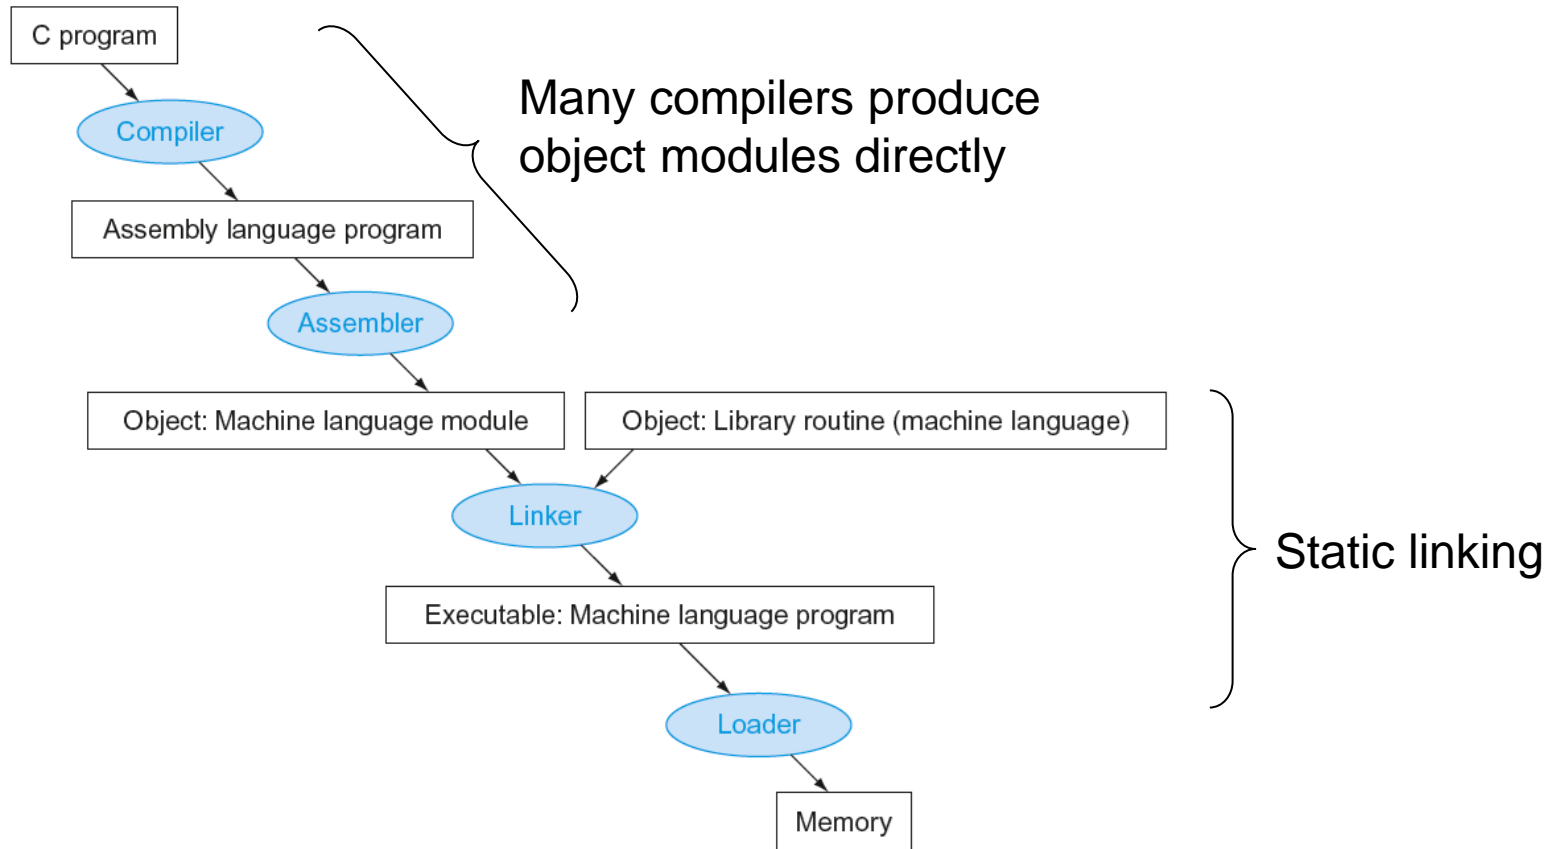 C program
Many compilers produce
object modules directly
Compiler
Assembly language program
Assembler
Object: Machine language module
Object: Library routine (machine language)
Linker
Static linking
Executable: Machine language program
Loader
Memory